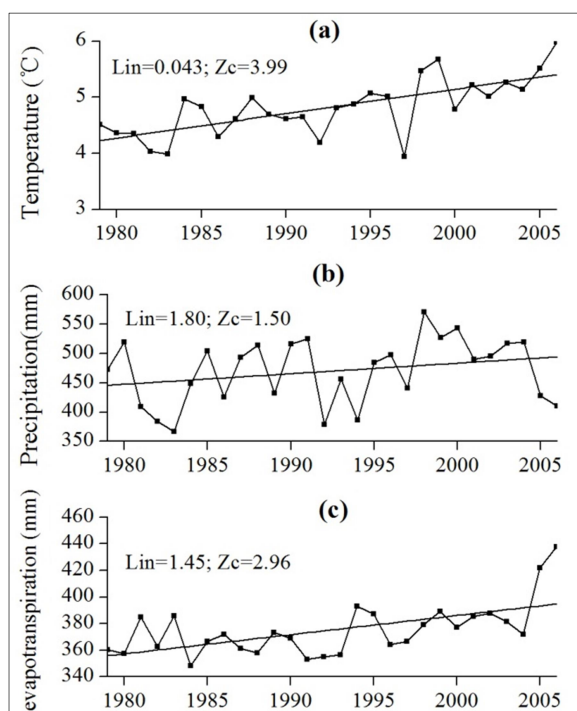 (a)
Lin=0.043; Zc=3.99
Temperature (℃)
6
5
4
3
1980 1985 1990 1995 2000 2005
(b)
Lin=1.80; Zc=1.50
Precipitation(mm)
600
550
500
450
400
350
1980 1985 1990 1995 2000 2005
(c)
Lin=1.45; Zc=2.96
evapotranspiration (mm)
460
440
420
400
380
360
340
1980 1985 1990 1995 2000 2005